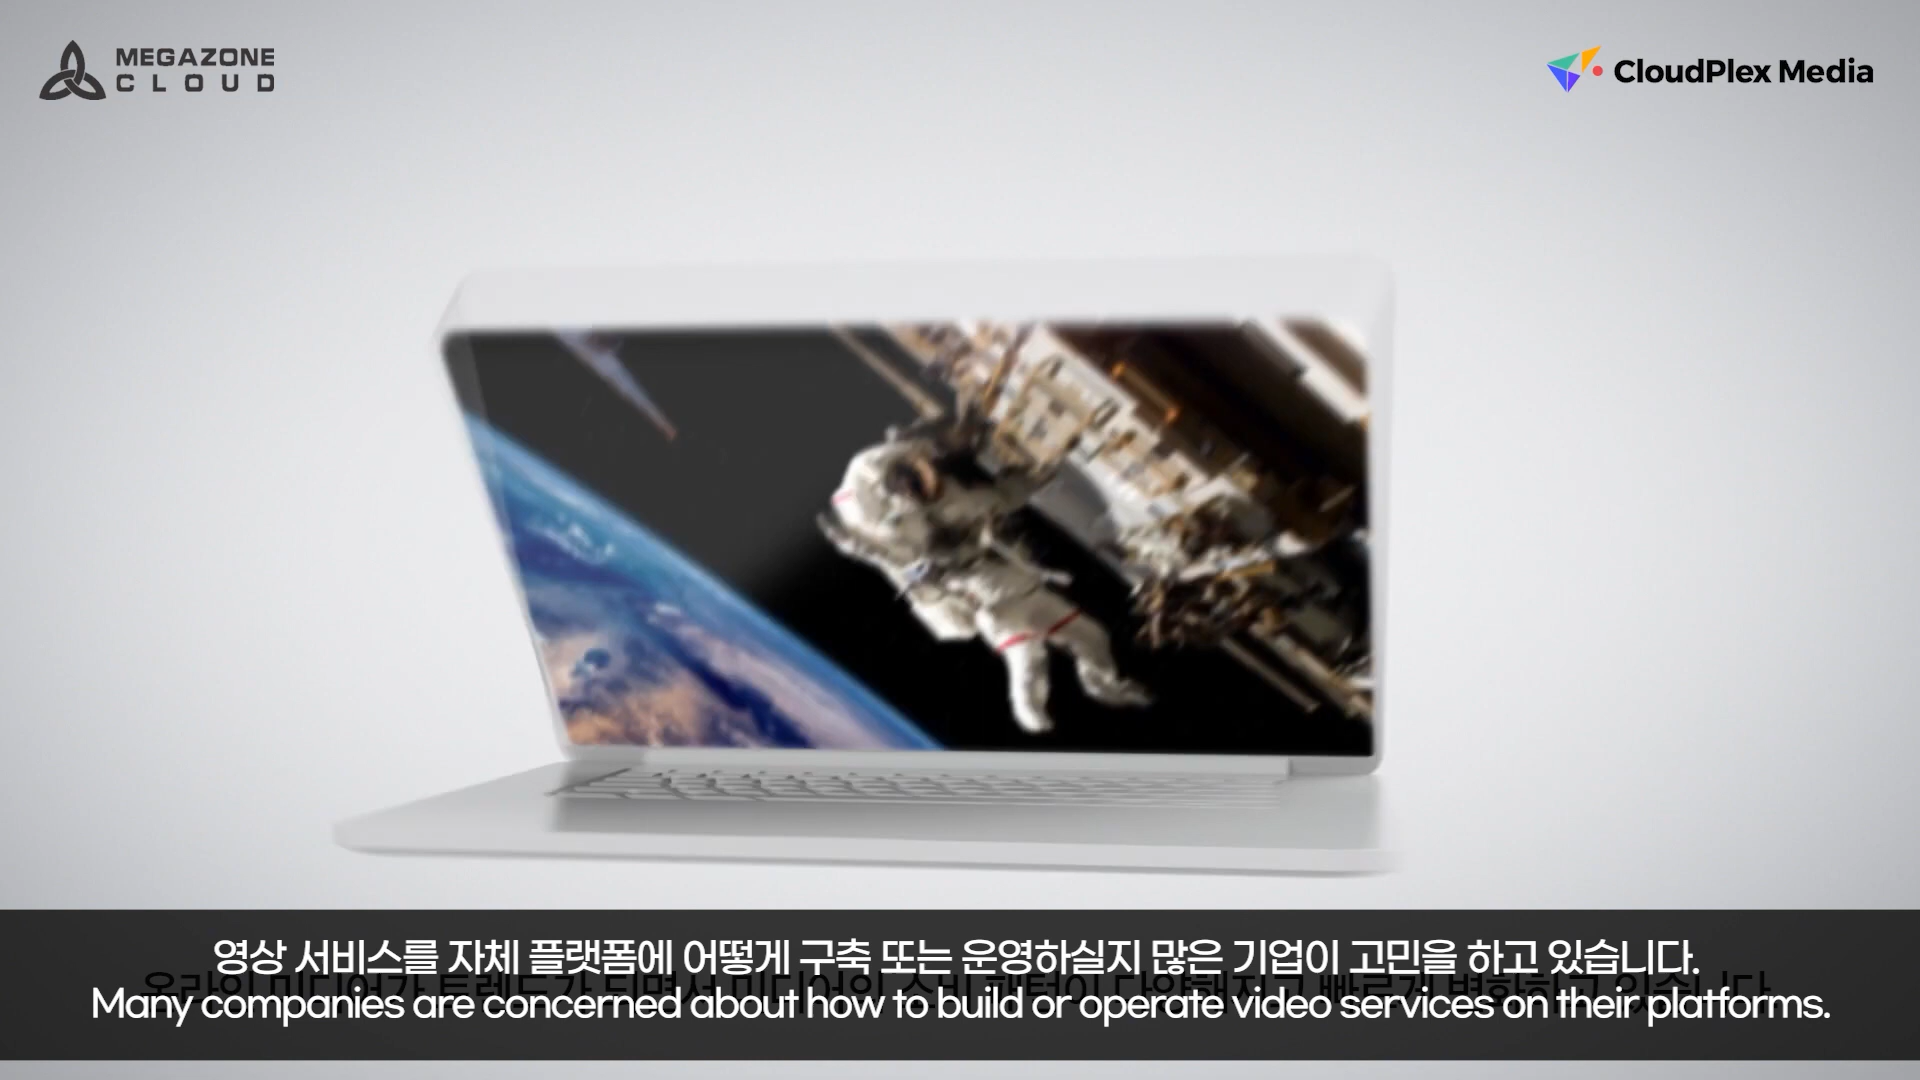 MEGAZONE
CLOUD
CloudPlex Media
영상 서비스를 자체 플랫폼에 어떻게 구축 또는 운영하실지 많은 기업이 고민을 하고 있습니다.
Many companies are concerned about how to build or operate video services on their platforms.